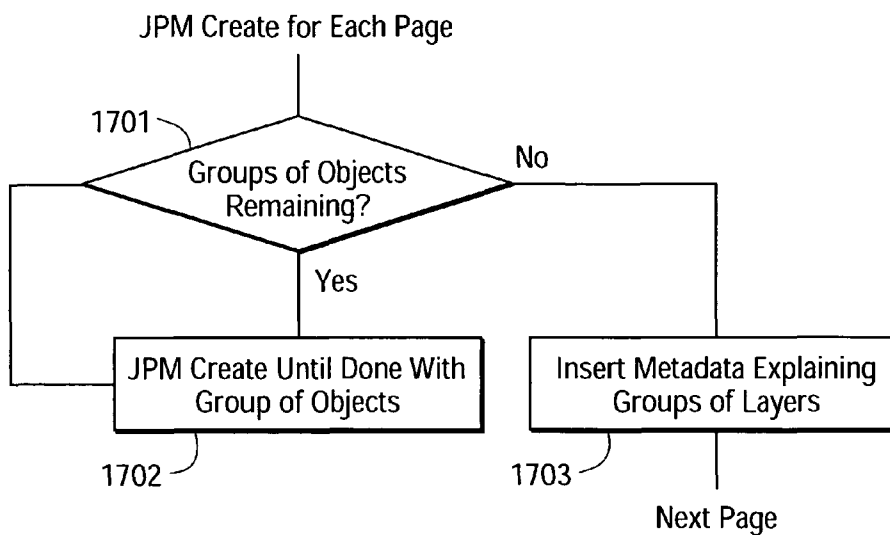 JPM Create for Each Page
1701
Groups of Objects
Remaining?
No
Yes
JPM Create Until Done With
Group of Objects
1702
Insert Metadata Explaining
Groups of Layers
1703
Next Page